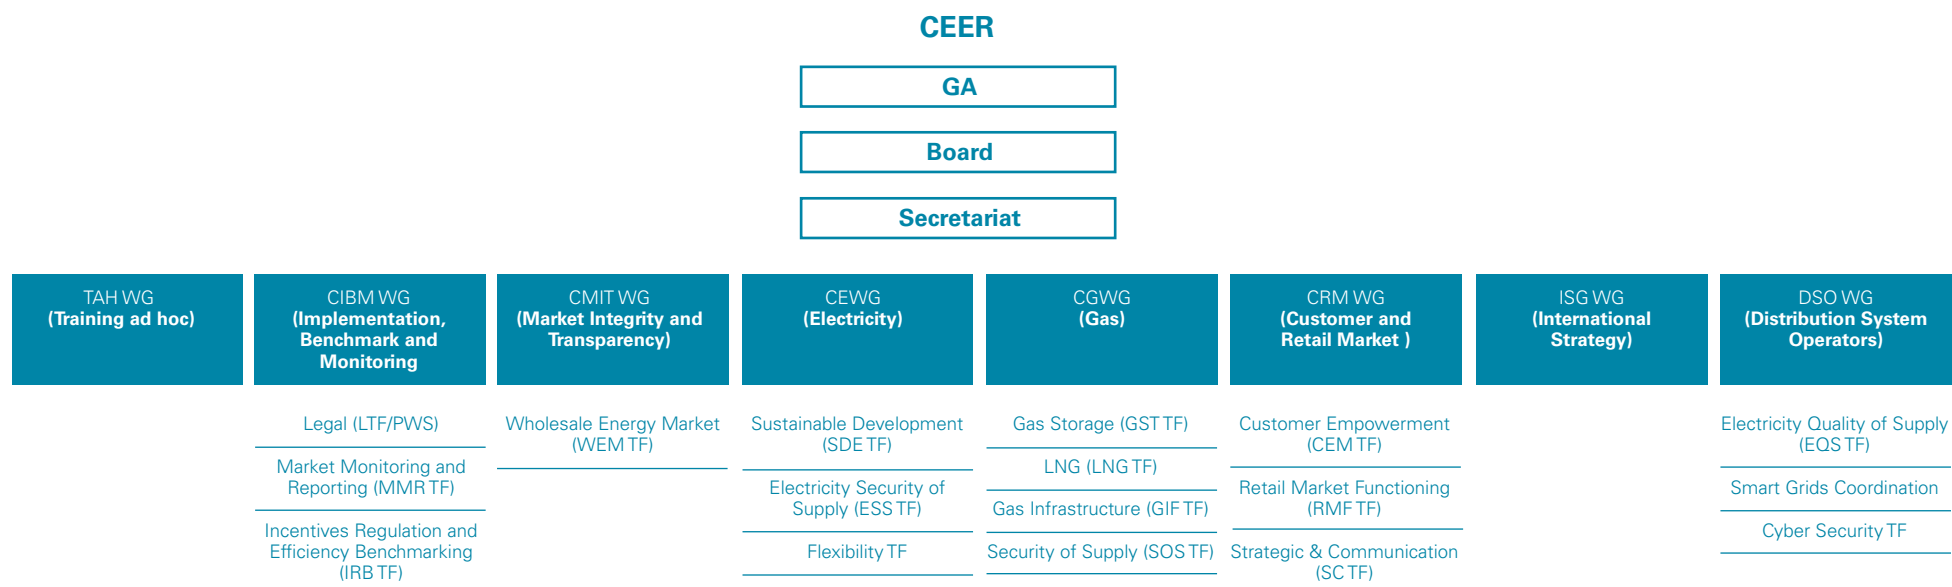 CEER
GA
Board
Secretariat
TAH WG
(Training ad hoc)
CIBM WG
(Implementation,
Benchmark and
Monitoring
CMIT WG
(Market Integrity and
Transparency)
CEWG
(Electricity)
CGWG
(Gas)
CRM WG
(Customer and
Retail Market )
ISG WG
(International
Strategy)
DSO WG
(Distribution System
Operators)
Legal (LTF/PWS)
Market Monitoring and
Reporting (MMR TF)
Incentives Regulation and
Efficiency Benchmarking
(IRB TF)
Wholesale Energy Market
(WEM TF)
Sustainable Development
(SDE TF)
Electricity Security of
Supply (ESS TF)
Flexibility TF
Gas Storage (GST TF)
LNG (LNG TF)
Gas Infrastructure (GIF TF)
Security of Supply (SOS TF)
Customer Empowerment
(CEM TF)
Retail Market Functioning
(RMF TF)
Strategic & Communication
(SC TF)
Electricity Quality of Supply
(EQS TF)
Smart Grids Coordination
Cyber Security TF